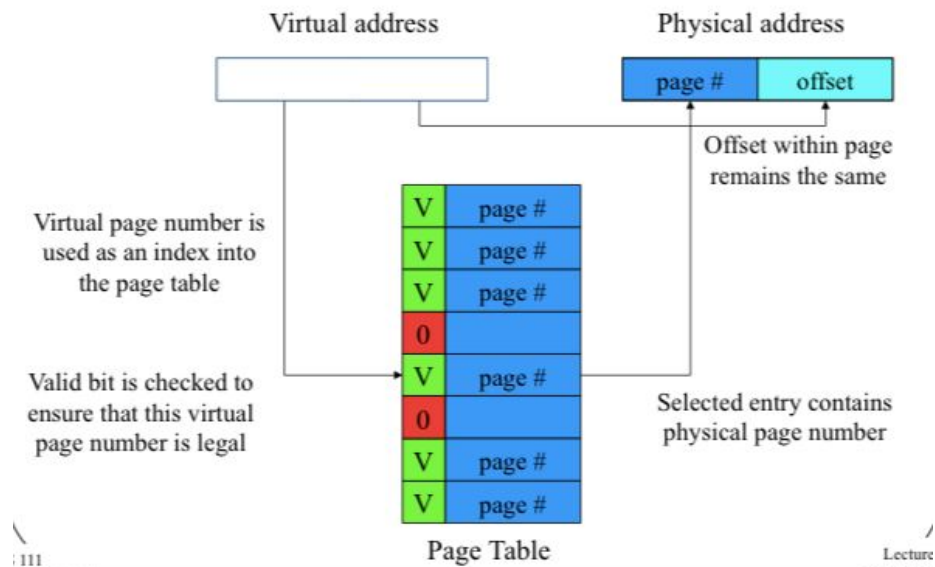 Virtual address
Physical address
page #
offset
Offset within page
remains the same
Virtual page number is
used as an index into
the page table
V
page #
V
page #
V
page #
0
V
page #
0
V
page #
V
page #
Valid bit is checked to
ensure that this virtual
page number is legal
Selected entry contains
physical page number
Page Table
111
Lecture